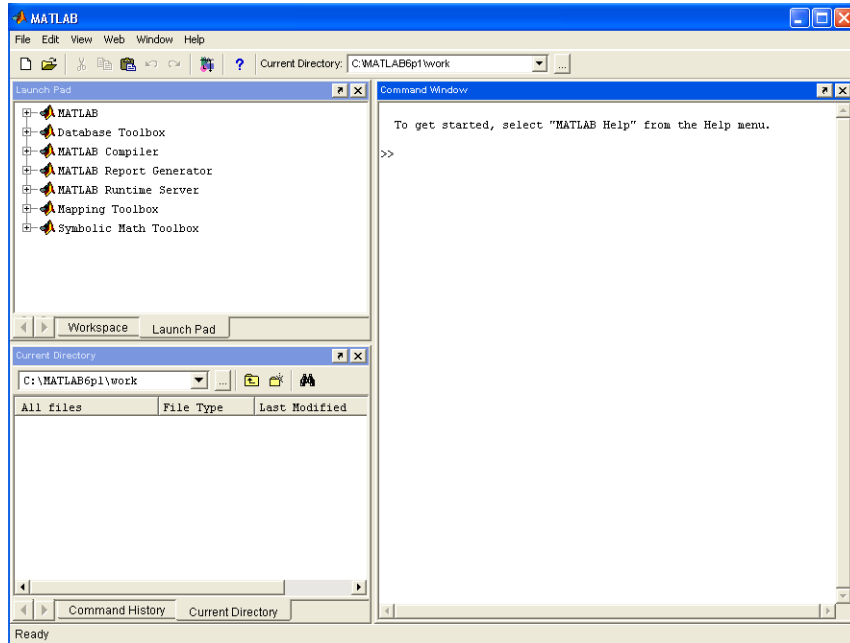 MATLAB
File Edit View Web Window Help
? Current Directory: C:\MATLAB6p1\work ...
Launch Pad
MATLAB
Database Toolbox
MATLAB Compiler
MATLAB Report Generator
MATLAB Runtime Server
Mapping Toolbox
Symbolic Math Toolbox
Workspace Launch Pad
Current Directory
C:\MATLAB6p1\work ...
All files File Type Last Modified
Command History Current Directory
Command Window
To get started, select "MATLAB Help" from the Help menu.
>>
Ready